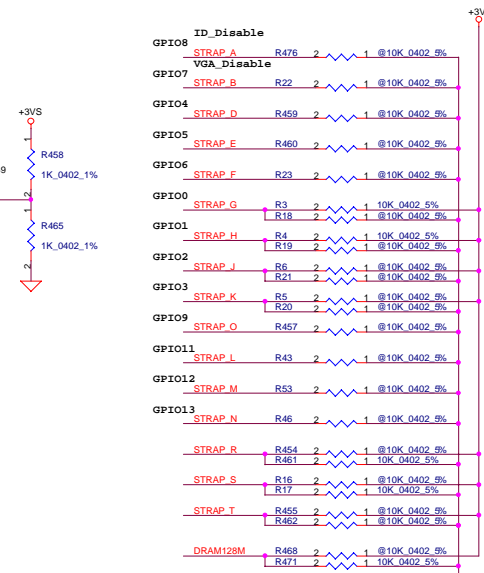 +3V
ID_Disable
GPIO8
STRAP_A R476 2 1 @10K_0402_5%
VGA_Disable
GPIO7
STRAP_B R22 2 1 @10K_0402_5%
GPIO4
STRAP_D R459 2 1 @10K_0402_5%
GPIO5
STRAP_E R460 2 1 @10K_0402_5%
GPIO6
STRAP_F R23 2 1 @10K_0402_5%
GPIO0
STRAP_G R3 2 1 10K_0402_5%
R18 2 1 @10K_0402_5%
GPIO1
STRAP_H R4 2 1 10K_0402_5%
R19 2 1 @10K_0402_5%
GPIO2
STRAP_J R6 2 1 @10K_0402_5%
R21 2 1 @10K_0402_5%
GPIO3
STRAP_K R5 2 1 @10K_0402_5%
R20 2 1 @10K_0402_5%
GPIO9
STRAP_O R457 2 1 @10K_0402_5%
GPIO11
STRAP_L R43 2 1 @10K_0402_5%
GPIO12
STRAP_M R53 2 1 @10K_0402_5%
GPIO13
STRAP_N R46 2 1 @10K_0402_5%
STRAP_R R454 2 1 @10K_0402_5%
R461 2 1 10K_0402_5%
STRAP_S R16 2 1 @10K_0402_5%
R17 2 1 10K_0402_5%
STRAP_T R455 2 1 @10K_0402_5%
R462 2 1 @10K_0402_5%
DRAM128M R468 2 1 @10K_0402_5%
R471 2 1 10K_0402_5%
+3VS
1
R458
1K_0402_1%
2
9
1
R465
1K_0402_1%
2